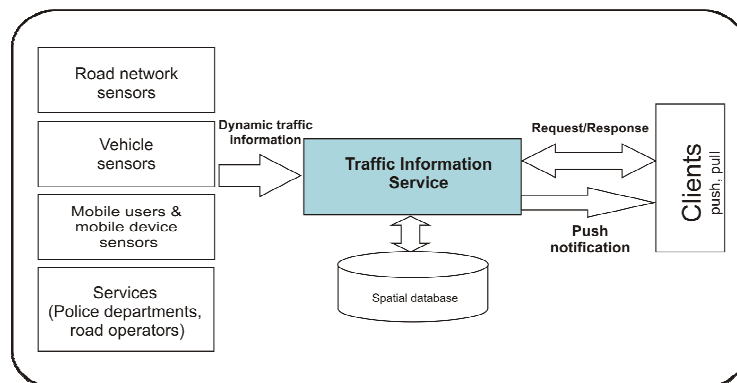 Road network
sensors
Vehicle
sensors
Mobile users &
mobile device
sensors
Services
(Police departments,
road operators)
Dynamic traffic
information
Traffic Information
Service
Spatial database
Request/Response
Push
notification
Clients
push, pull